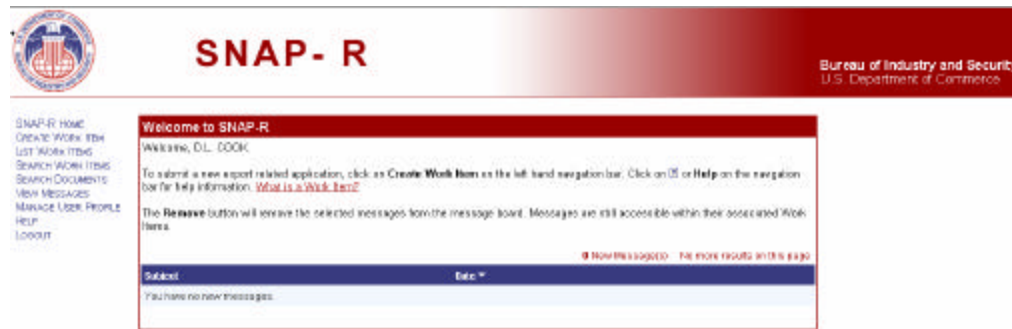 SNAP- R
Bureau of Industry and Security
U.S. Department of Commerce
SNAP-R HOME
CREATE WORK ITEM
LIST WORK ITEMS
SEARCH WORK ITEMS
SEARCH DOCUMENTS
VIEW MESSAGES
MANAGE USER PROFILE
HELP
LOGOUT
Welcome to SNAP-R
Welcome, D.L. COOK
To submit a new export related application, click on Create Work Item on the left hand navigation bar. Click on or Help on the navigation
bar for help information. What is a Work Item?
The Remove button will remove the selected messages from the message board. Messages are still accessible within their associated Work
Items.
0 New Message(s) No more results on this page
Subject Date
You have no new messages.